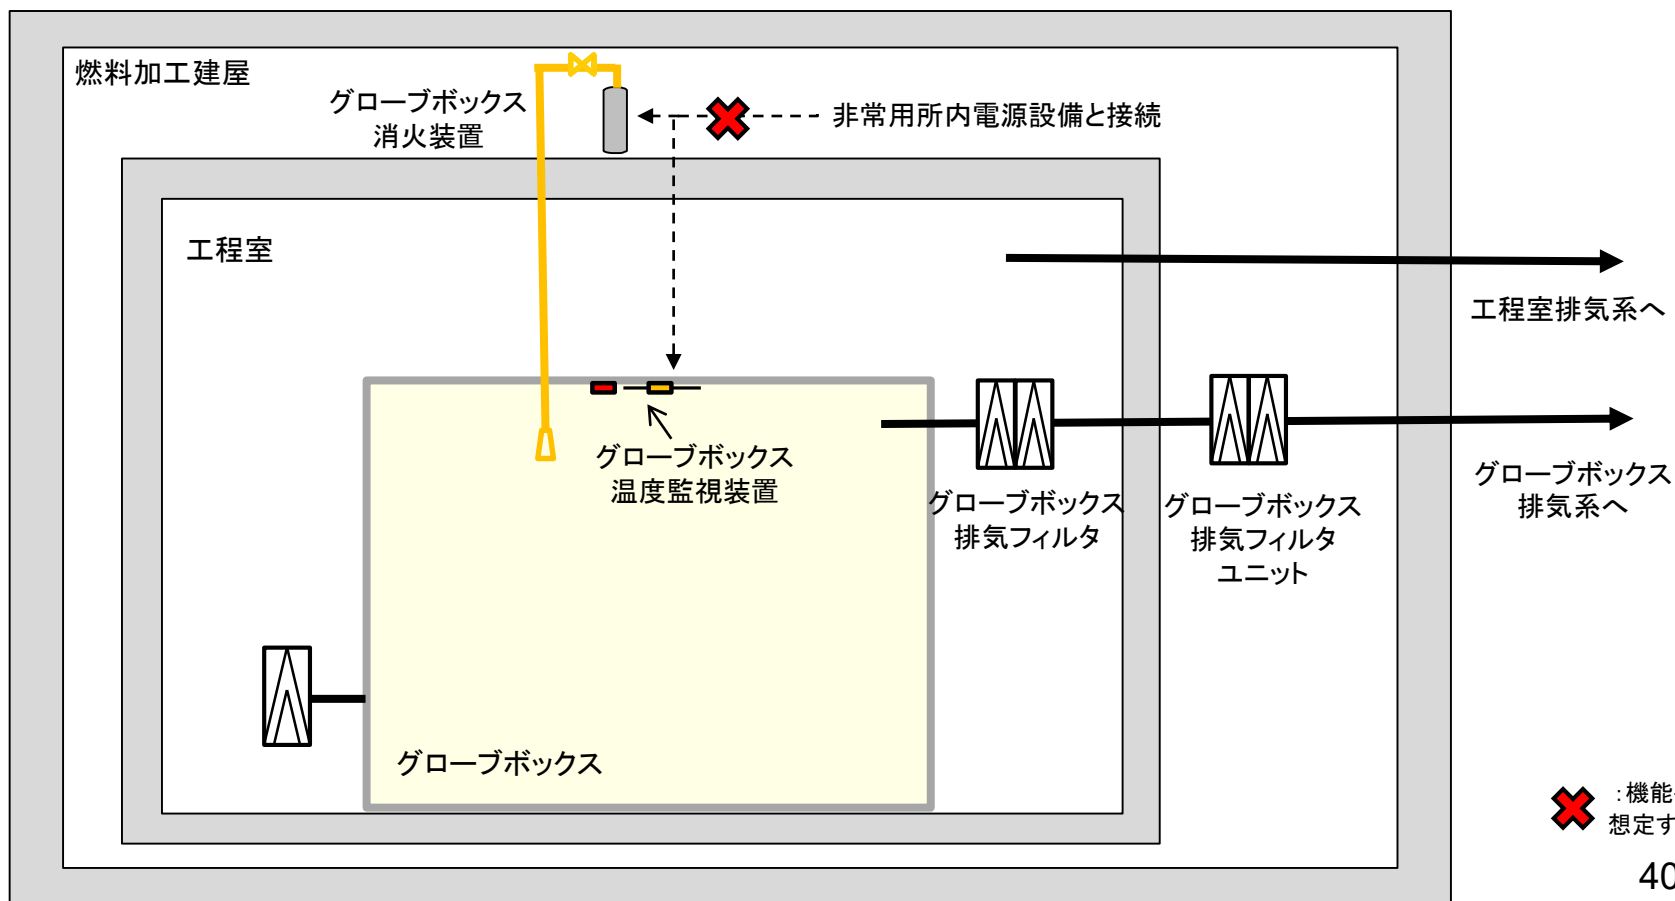 燃料加工建屋
グローブボックス
消火装置
非常用所内電源設備と接続
工程室
工程室排気系へ
グローブボックス
温度監視装置
グローブボックス
排気フィルタ
グローブボックス
排気フィルタ
ユニット
グローブボックス
排気系へ
グローブボックス
:機能
想定す
40